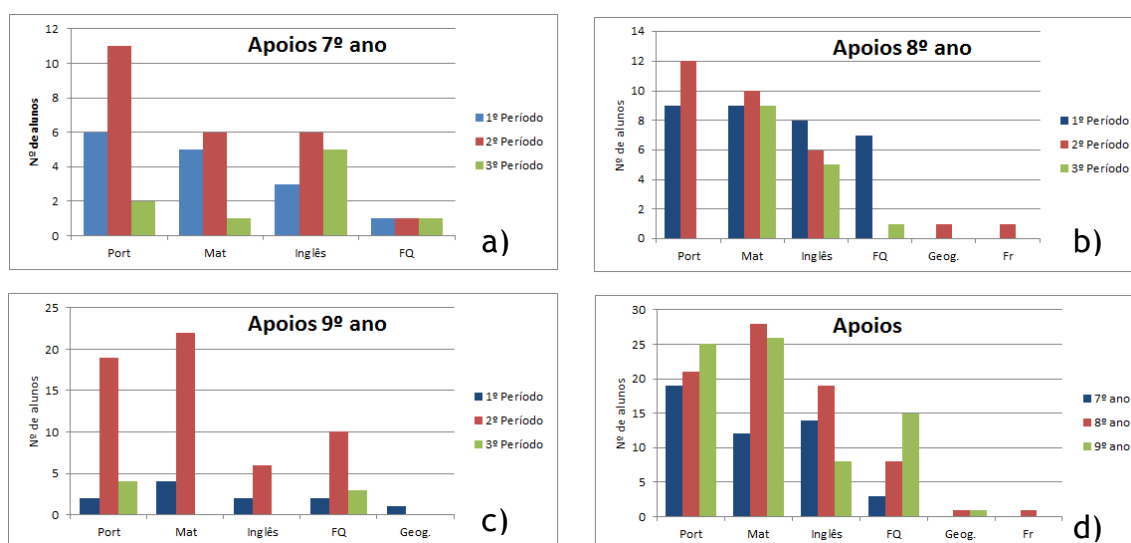 Apoios 7º ano
Nº de alunos
12
10
8
6
4
2
0
Port Mat Inglês FQ
1º Período
2º Período
3º Período
a)
Apoios 8º ano
Nº de alunos
14
12
10
8
6
4
2
0
Port Mat Inglês FQ Geog. Fr
1º Período
2º Período
3º Período
b)
Apoios 9º ano
Nº de alunos
25
20
15
10
5
0
Port Mat Inglês FQ Geog.
1º Período
2º Período
3º Período
c)
Apoios
Nº de alunos
30
25
20
15
10
5
0
Port Mat Inglês FQ Geog. Fr
7º ano
8º ano
9º ano
d)